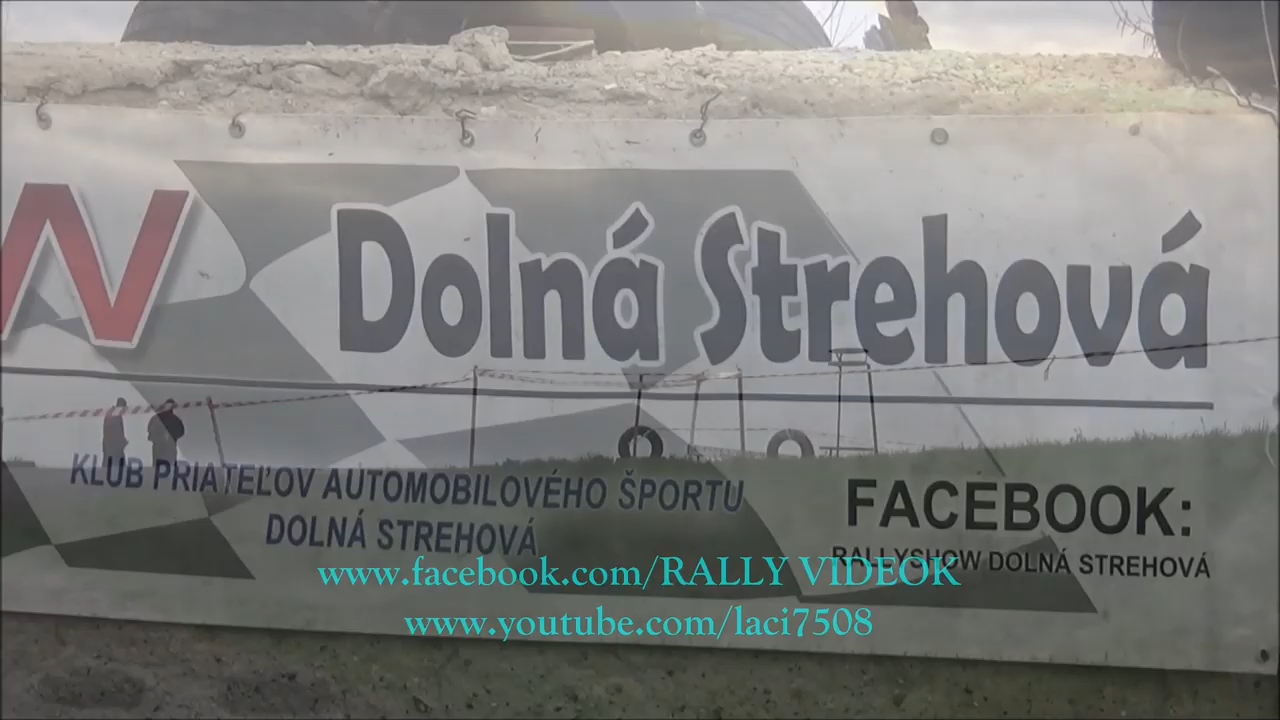 W Dolná Strehová
KLUB PRIATEĽOV AUTOMOBILOVÉHO ŠPORTU
DOLNÁ STREHOVÁ
FACEBOOK:
RALLYSHOW DOLNÁ STREHOVÁ
www.facebook.com/RALLY VIDEOK
www.youtube.com/laci7508